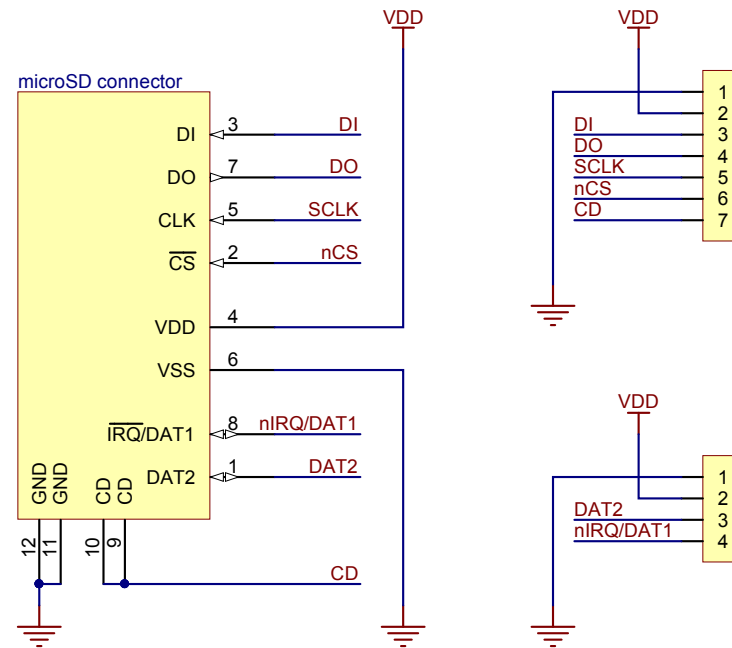 VDD
VDD
microSD connector
DI 3 DI
DO 7 DO
CLK 5 SCLK
CS 2 nCS
VDD 4
VSS 6
IRQ/DAT1 8 nIRQ/DAT1
DAT2 1 DAT2
GND GND CD CD
12 11 10 9
CD
1
2
DI 3
DO 4
SCLK 5
nCS 6
CD 7
VDD
1
2
DAT2 3
nIRQ/DAT1 4